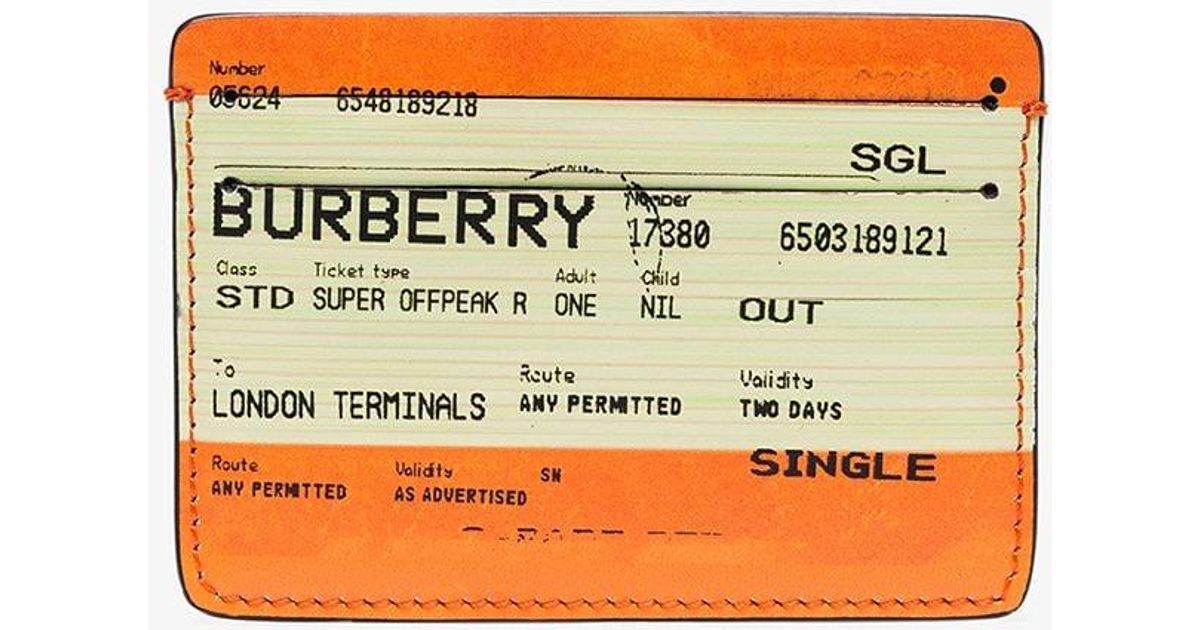 Number
05624 6548189218
SGL
BURBERRY
Number
17380 6503189121
Class Ticket type Adult Child
STD SUPER OFFPEAK R ONE NIL OUT
To Route Validity
LONDON TERMINALS ANY PERMITTED TWO DAYS
SINGLE
Route Validity SN
ANY PERMITTED AS ADVERTISED